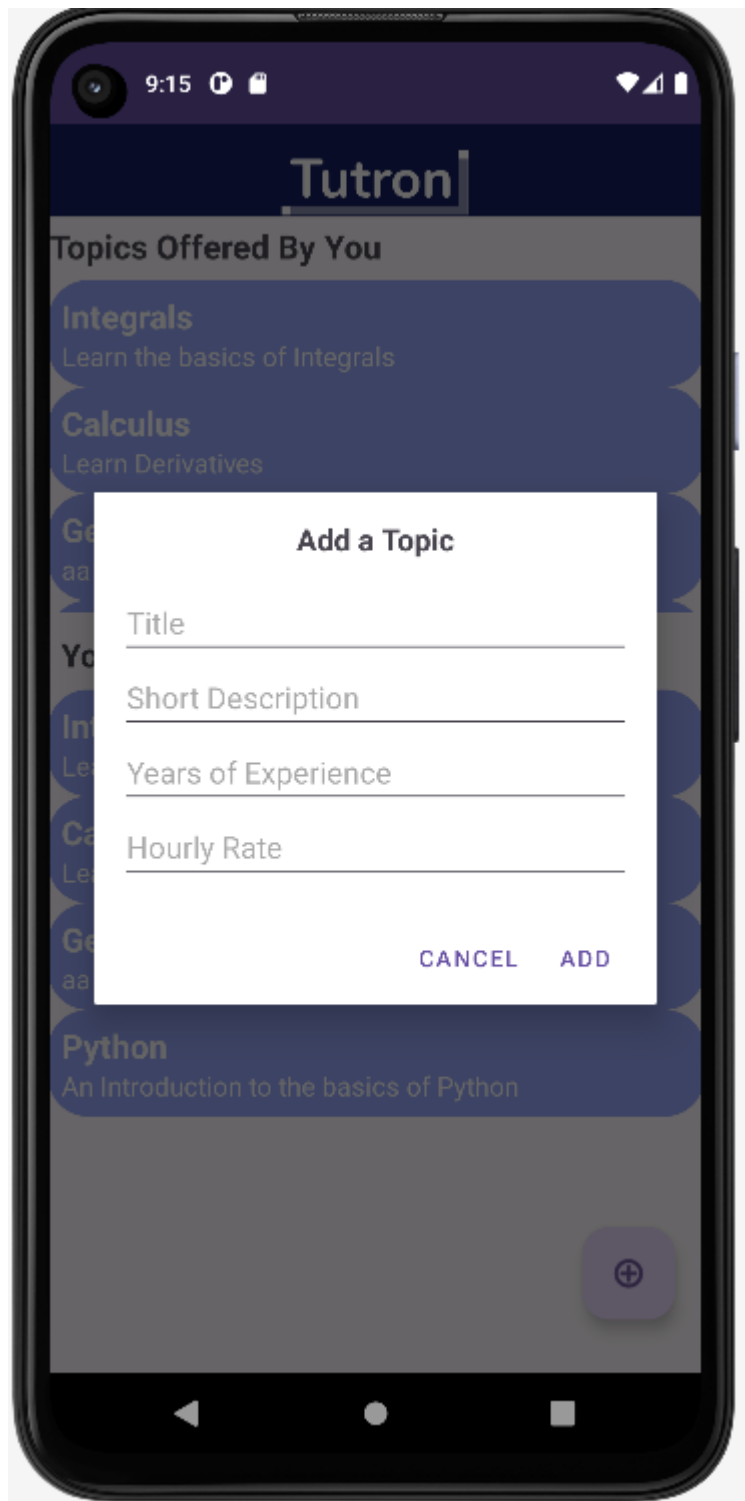 9:15
Tutron
Topics Offered By You
Integrals
Learn the basics of Integrals
Calculus
Learn Derivatives
Add a Topic
Title
Short Description
Years of Experience
Hourly Rate
CANCEL ADD
Python
An Introduction to the basics of Python